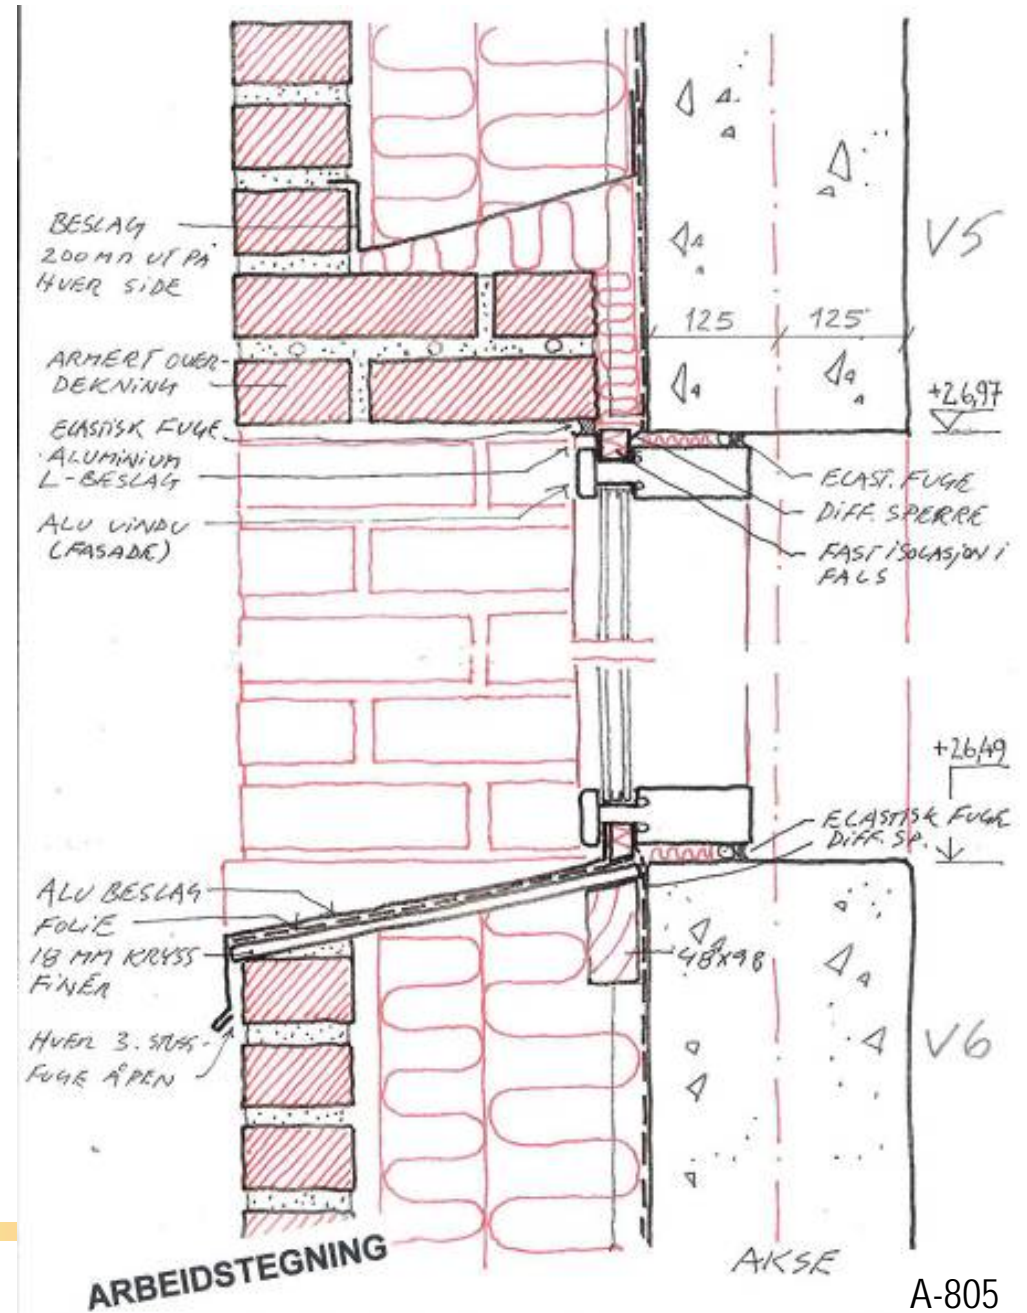 V5
BESLAG
200 MM UT PÅ
HVER SIDE
125 125
ARMERT OVER-
DEKNING
+26,97
ELASTISK FUGE
ALUMINIUM
L-BESLAG
ALU VINDU
(FASADE)
ELAST. FUGE
DIFF. SPERRE
FAST ISOLASJON I
FALS
+26,49
ELASTISK FUGE
DIFF. SP.
ALU BESLAG
FOLIE
18 MM KRYSS
FINÉR
48X98
HVER 3. STUSS-
FUGE ÅPEN
V6
ARBEIDSTEGNING
AKSE
A-805